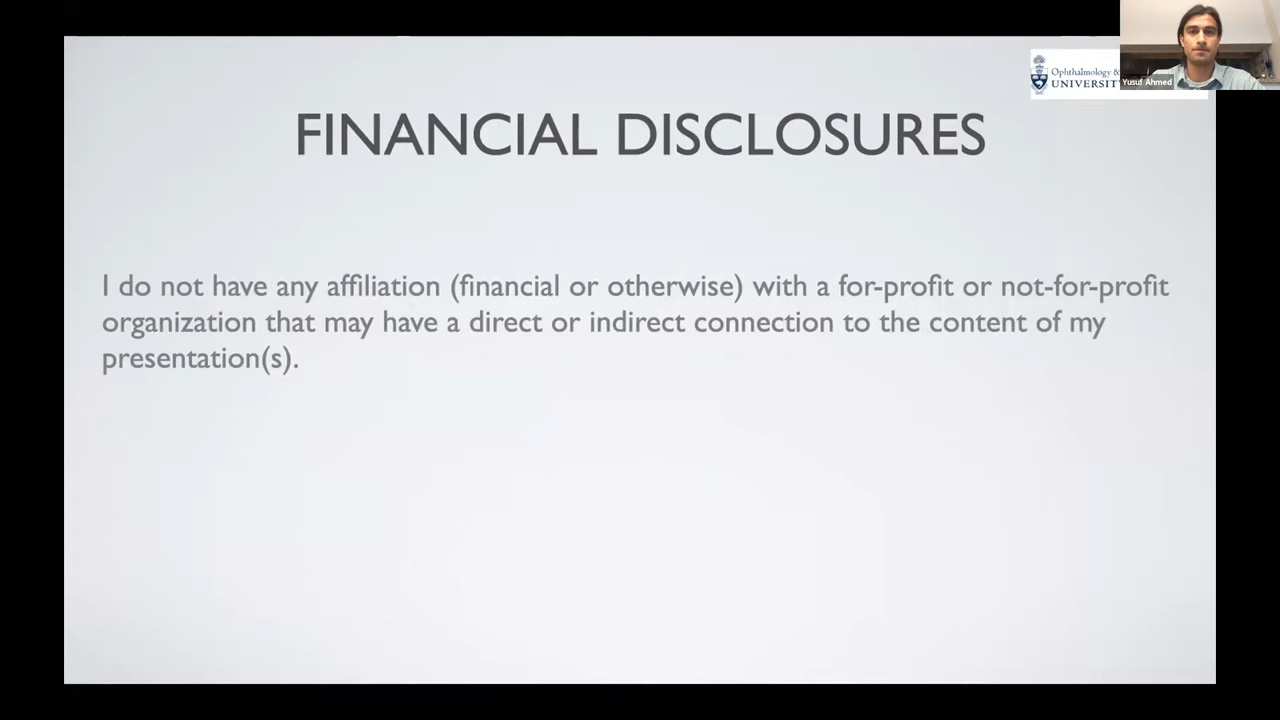 Ophthalmology &
UNIVERSITY
Yusuf Ahmed
FINANCIAL DISCLOSURES
I do not have any affiliation (financial or otherwise) with a for-profit or not-for-profit
organization that may have a direct or indirect connection to the content of my
presentation(s).